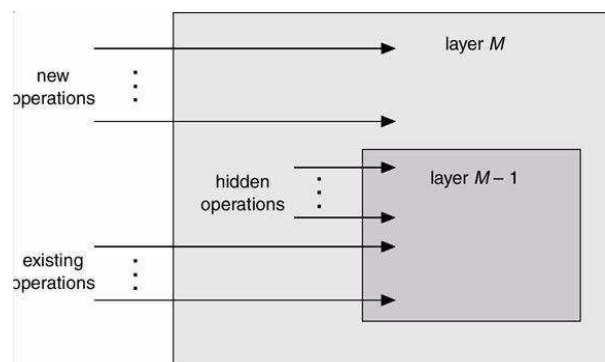 layer M
new
operations
layer M – 1
hidden
operations
existing
operations